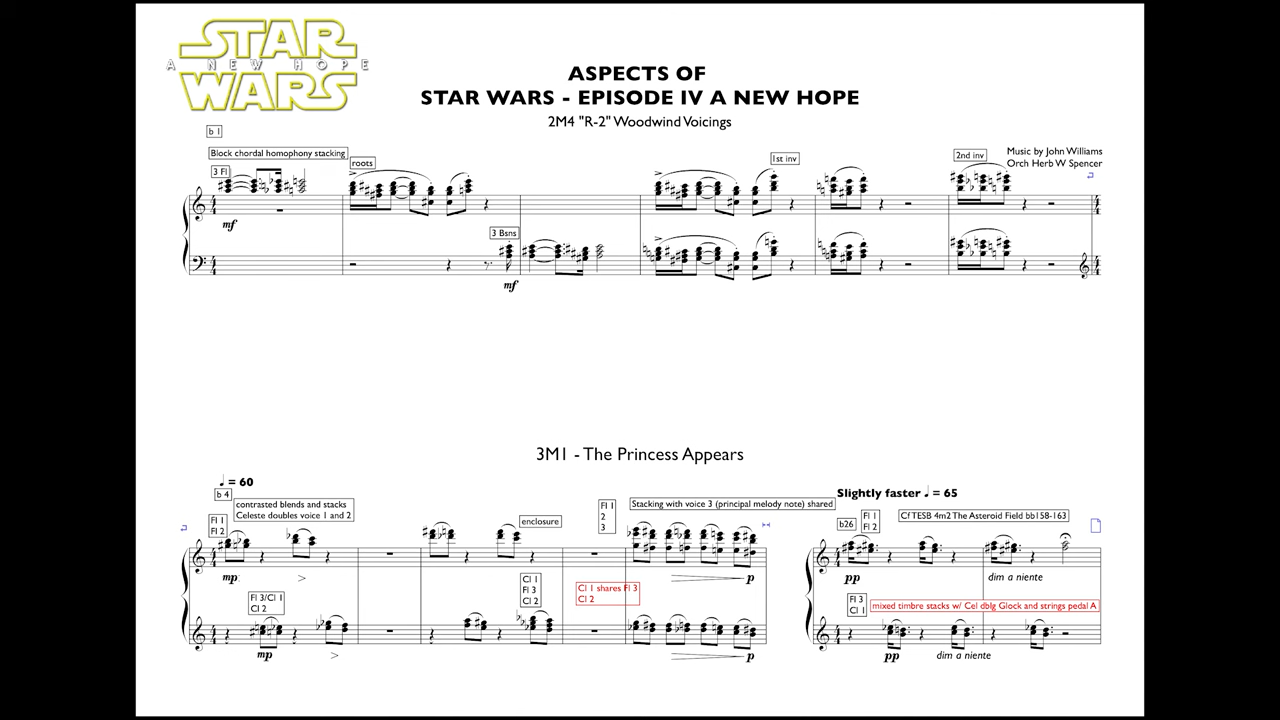 STAR
A NEW HOPE
WARS
ASPECTS OF
STAR WARS - EPISODE IV A NEW HOPE
2M4 "R-2" Woodwind Voicings
b 1
Block chordal homophony stacking
3 Fl
roots
1st inv
2nd inv
Music by John Williams
Orch Herb W Spencer
mf
3 Bsns
mf
3M1 - The Princess Appears
= 60
b 4
contrasted blends and stacks
Celeste doubles voice 1 and 2
Fl 1
Fl 2
enclosure
Fl 1
2
3
Stacking with voice 3 (principal melody note) shared
Slightly faster = 65
b26
Fl 1
Fl 2
Cf TESB 4m2 The Asteroid Field bb158-163
mp
p
pp
dim a niente
Fl 3/Cl 1
Cl 2
Cl 1
Fl 3
Cl 2
Cl 1 shares Fl 3
Cl 2
Fl 3
Cl 1
mixed timbre stacks w/ Cel dblg Glock and strings pedal A
mp
p
pp
dim a niente